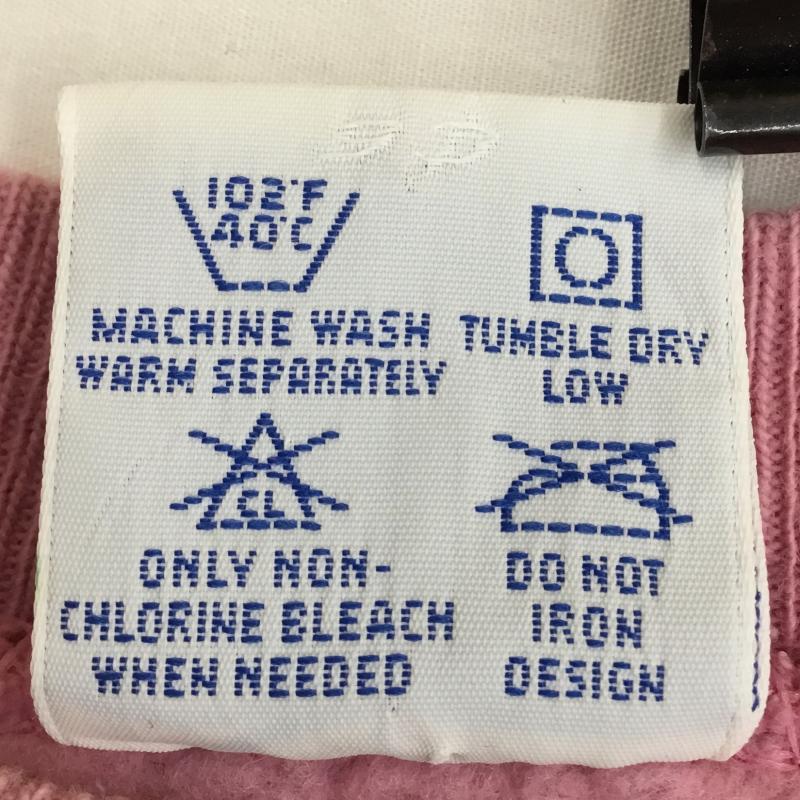 102°F
40°C
MACHINE WASH
WARM SEPARATELY
TUMBLE DRY
LOW
CL
ONLY NON-
CHLORINE BLEACH
WHEN NEEDED
DO NOT
IRON
DESIGN